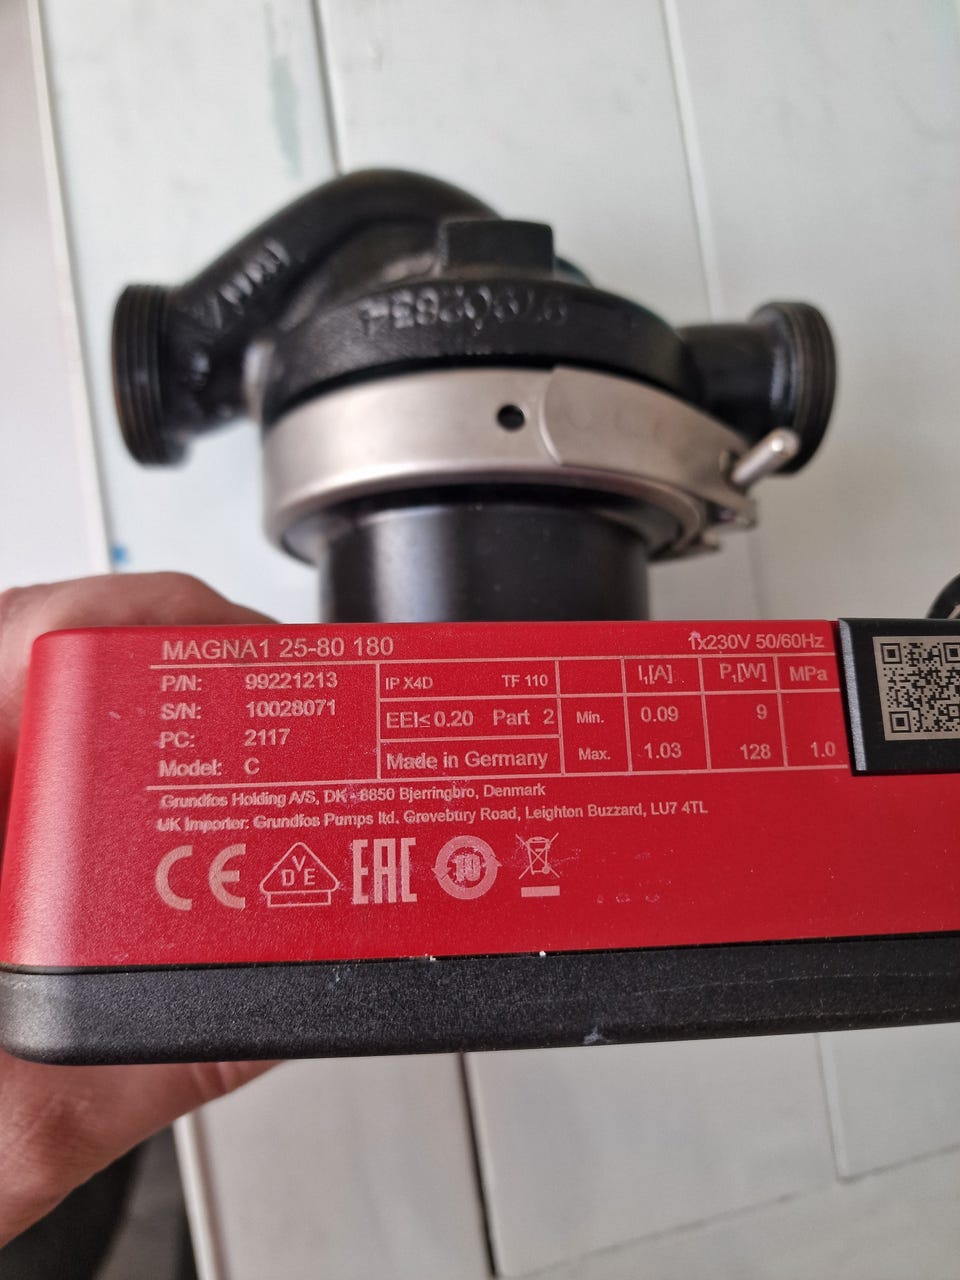 MAGNA1 25-80 180
1x230V 50/60Hz
P/N: 99221213
S/N: 10028071
PC: 2117
Model: C
IP X4D TF 110
EEI≤ 0.20 Part 2
Made in Germany
I₁[A] P₁[W] MPa
Min. 0.09 9
Max. 1.03 128 1.0
Grundfos Holding A/S, DK - 8850 Bjerringbro, Denmark
UK Importer: Grundfos Pumps ltd. Grovebury Road, Leighton Buzzard, LU7 4TL
CE
VDE
EAC
10